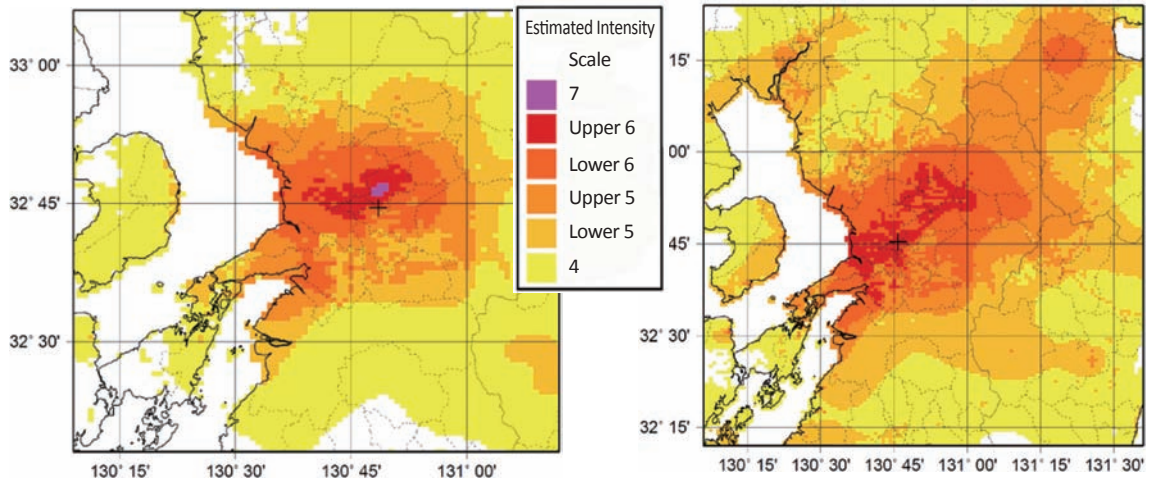 33° 00'
32° 45'
32° 30'
130° 15' 130° 30' 130° 45' 131° 00'
Estimated Intensity
Scale
7
Upper 6
Lower 6
Upper 5
Lower 5
4
15'
00'
45'
32° 30'
32° 15'
130° 15' 130° 30' 130° 45' 131° 00' 131° 15' 131° 30'